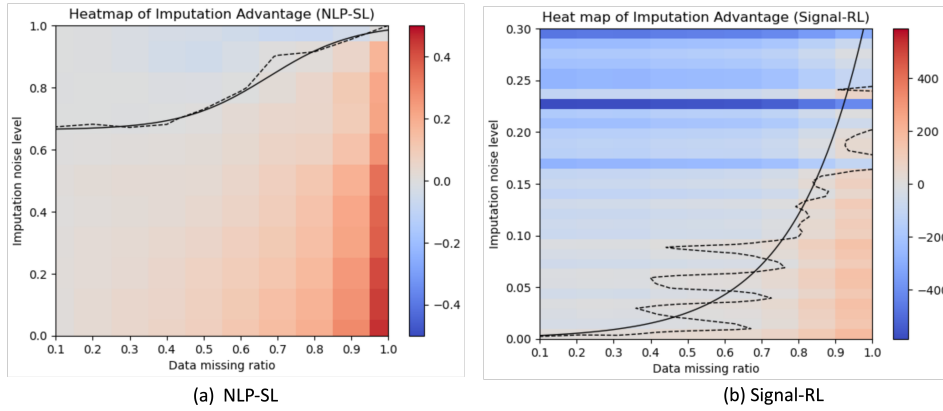 Heatmap of Imputation Advantage (NLP-SL)
1.0
0.8
0.6
0.4
0.2
0.0
Imputation noise level
0.1 0.2 0.3 0.4 0.5 0.6 0.7 0.8 0.9 1.0
Data missing ratio
0.4
0.2
0.0
−0.2
−0.4
(a) NLP-SL
Heat map of Imputation Advantage (Signal-RL)
0.30
0.25
0.20
0.15
0.10
0.05
0.00
Imputation noise level
0.1 0.2 0.3 0.4 0.5 0.6 0.7 0.8 0.9 1.0
Data missing ratio
400
200
0
−200
−400
(b) Signal-RL